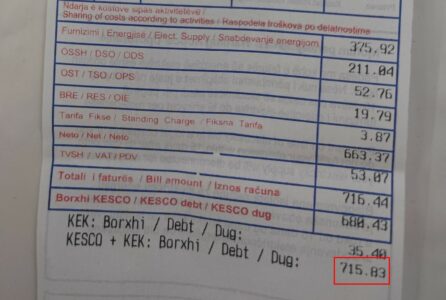 Ndarja e kostove sipas aktiviteteve /
Sharing of costs according to activities / Raspodela troškova po delatnostima
Furnizimi i Energjisë / Elect. Supply / Snabdevanje energijom 375.92
OSSH / DSO / ODS 211.04
OST / TSO / OPS 52.76
BRE / RES / OIE 19.79
Tarifa Fikse / Standing Charge / Fiksna Tarifa 3.87
Neto / Net / Neto 663.37
TVSH / VAT / PDV 53.07
Totali i faturës / Bill amount / Iznos računa 716.44
Borxhi KESCO / KESCO debt / KESCO dug 680.43
KEK: Borxhi / Debt / Dug: 35.40
KESCO + KEK: Borxhi / Debt / Dug: 715.83